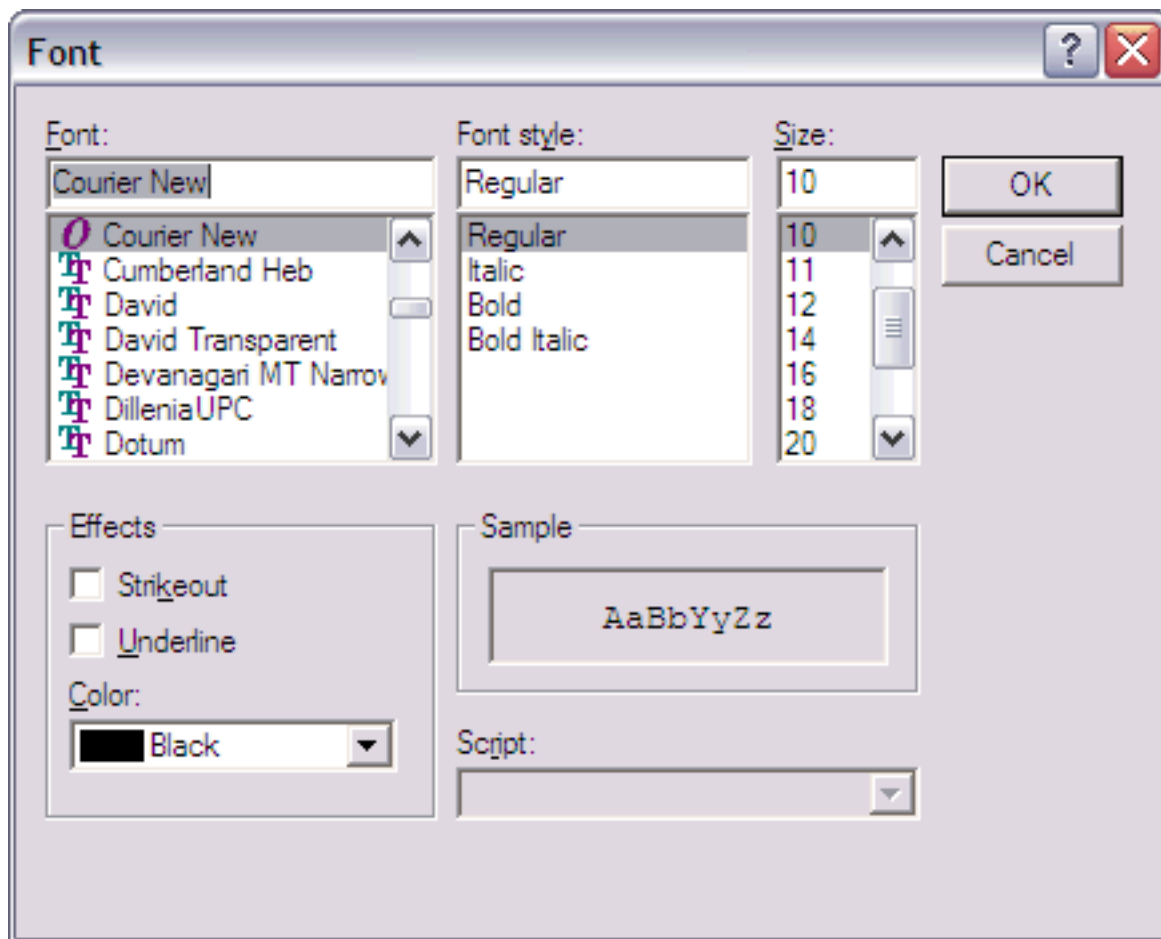 Font
Font:
Courier New
Courier New
Cumberland Heb
David
David Transparent
Devanagari MT Narrow
DilleniaUPC
Dotum
Font style:
Regular
Regular
Italic
Bold
Bold Italic
Size:
10
10
11
12
14
16
18
20
OK
Cancel
Effects
Strikeout
Underline
Color:
Black
Sample
AaBbYyZz
Script: